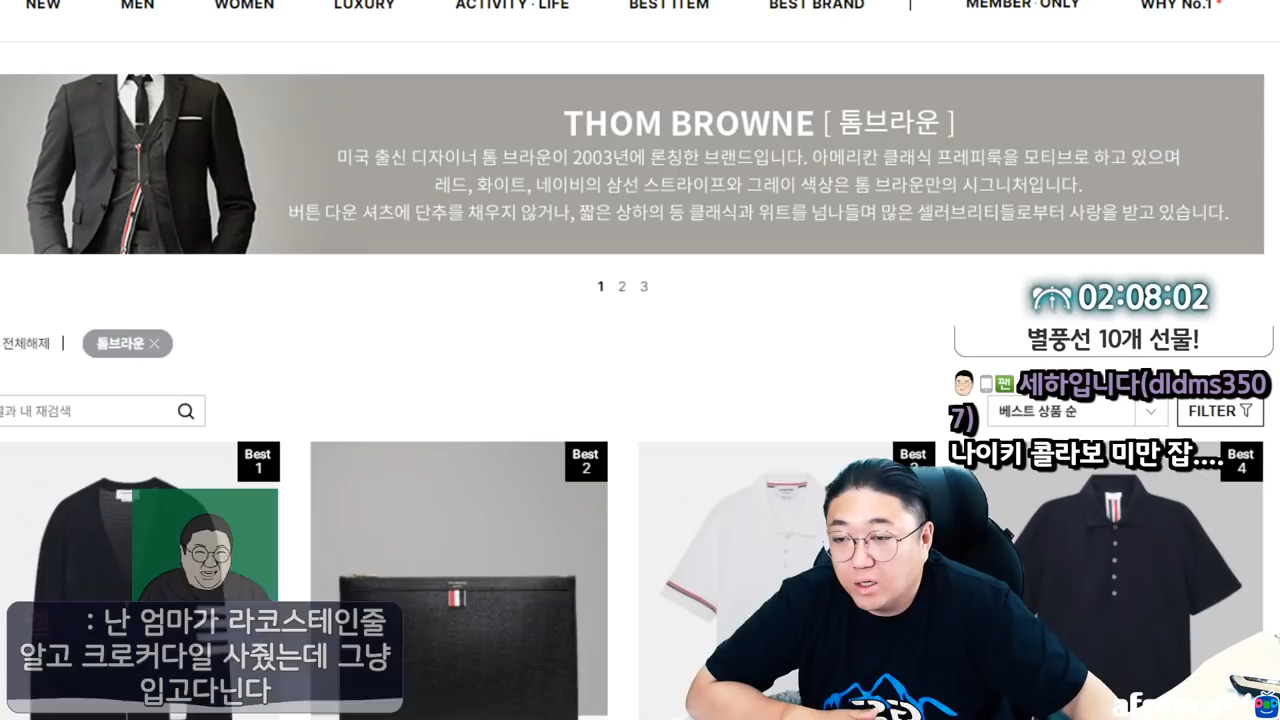 NEW MEN WOMEN LUXURY ACTIVITY · LIFE BEST ITEM BEST BRAND | MEMBER · ONLY WHY No.1
THOM BROWNE [ 톰브라운 ]
미국 출신 디자이너 톰 브라운이 2003년에 론칭한 브랜드입니다. 아메리칸 클래식 프레피룩을 모티브로 하고 있으며
레드, 화이트, 네이비의 삼선 스트라이프와 그레이 색상은 톰 브라운만의 시그니처입니다.
버튼 다운 셔츠에 단추를 채우지 않거나, 짧은 상하의 등 클래식과 위트를 넘나들며 많은 셀러브리티들로부터 사랑을 받고 있습니다.
1 2 3
02:08:02
별풍선 10개 선물!
전체해제 | 톰브라운 ×
팬 세하입니다(dldms350
7)
결과 내 재검색
베스트 상품 순
FILTER
나이키 콜라보 미만 잡....
Best
1
Best
2
Best
Best
4
: 난 엄마가 라코스테인줄
알고 크로커다일 사줬는데 그냥
입고다닌다